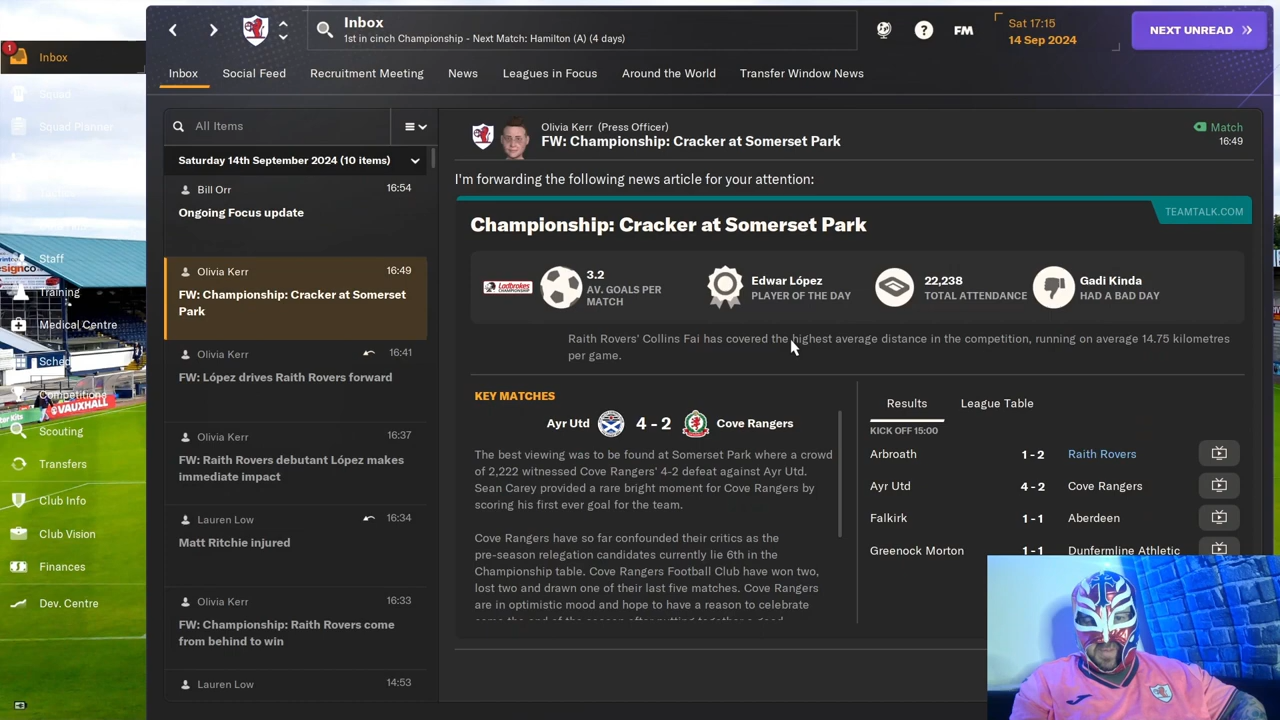 Inbox
1st in cinch Championship - Next Match: Hamilton (A) (4 days)
FM
Sat 17:15
14 Sep 2024
NEXT UNREAD
1
Inbox
Squad
Squad Planner
Staff
Training
Medical Centre
Sched
Competitions
Scouting
Transfers
Club Info
Club Vision
Finances
Dev. Centre
VAUXHALL
Inbox
Social Feed
Recruitment Meeting
News
Leagues in Focus
Around the World
Transfer Window News
All Items
Saturday 14th September 2024 (10 items)
Bill Orr
16:54
Ongoing Focus update
Olivia Kerr
16:49
FW: Championship: Cracker at Somerset
Park
Olivia Kerr
16:41
FW: López drives Raith Rovers forward
Olivia Kerr
16:37
FW: Raith Rovers debutant López makes
immediate impact
Lauren Low
16:34
Matt Ritchie injured
Olivia Kerr
16:33
FW: Championship: Raith Rovers come
from behind to win
Lauren Low
14:53
Olivia Kerr (Press Officer)
FW: Championship: Cracker at Somerset Park
Match
16:49
I'm forwarding the following news article for your attention:
TEAMTALK.COM
Championship: Cracker at Somerset Park
Ladbrokes
3.2
AV. GOALS PER
MATCH
Edwar López
PLAYER OF THE DAY
22,238
TOTAL ATTENDANCE
Gadi Kinda
HAD A BAD DAY
Raith Rovers' Collins Fai has covered the highest average distance in the competition, running on average 14.75 kilometres
per game.
KEY MATCHES
Ayr Utd 4 - 2 Cove Rangers
The best viewing was to be found at Somerset Park where a crowd
of 2,222 witnessed Cove Rangers' 4-2 defeat against Ayr Utd.
Sean Carey provided a rare bright moment for Cove Rangers by
scoring his first ever goal for the team.
Cove Rangers have so far confounded their critics as the
pre-season relegation candidates currently lie 6th in the
Championship table. Cove Rangers Football Club have won two,
lost two and drawn one of their last five matches. Cove Rangers
are in optimistic mood and hope to have a reason to celebrate
Results
League Table
KICK OFF 15:00
Arbroath 1 - 2 Raith Rovers
Ayr Utd 4 - 2 Cove Rangers
Falkirk 1 - 1 Aberdeen
Greenock Morton 1 - 1 Dunfermline Athletic